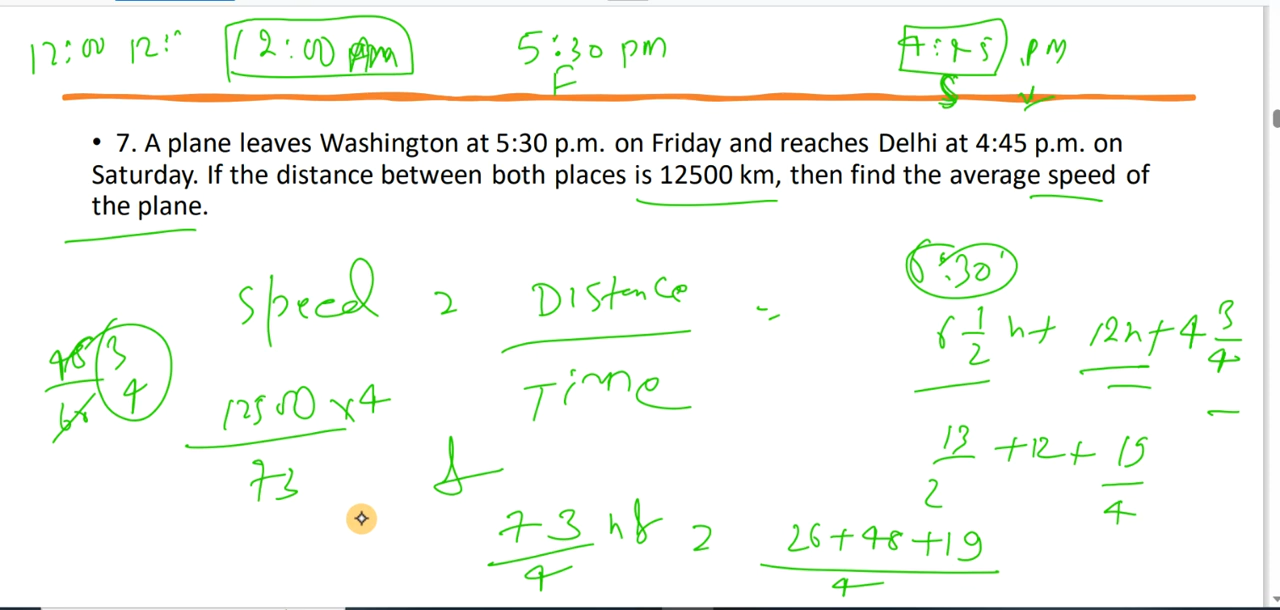 12:00 12:00 12:00 Am 5:30 pm 4:45 PM
F S
• 7. A plane leaves Washington at 5:30 p.m. on Friday and reaches Delhi at 4:45 p.m. on
Saturday. If the distance between both places is 12500 km, then find the average speed of
the plane.
6:30
Speed = Distance / Time =
6 1/2 h + 12h + 4 3/4
45/60 3/4
12500 x 4 / 73
13/2 + 12 + 19/4
73/4 hr = 26+48+19 / 4